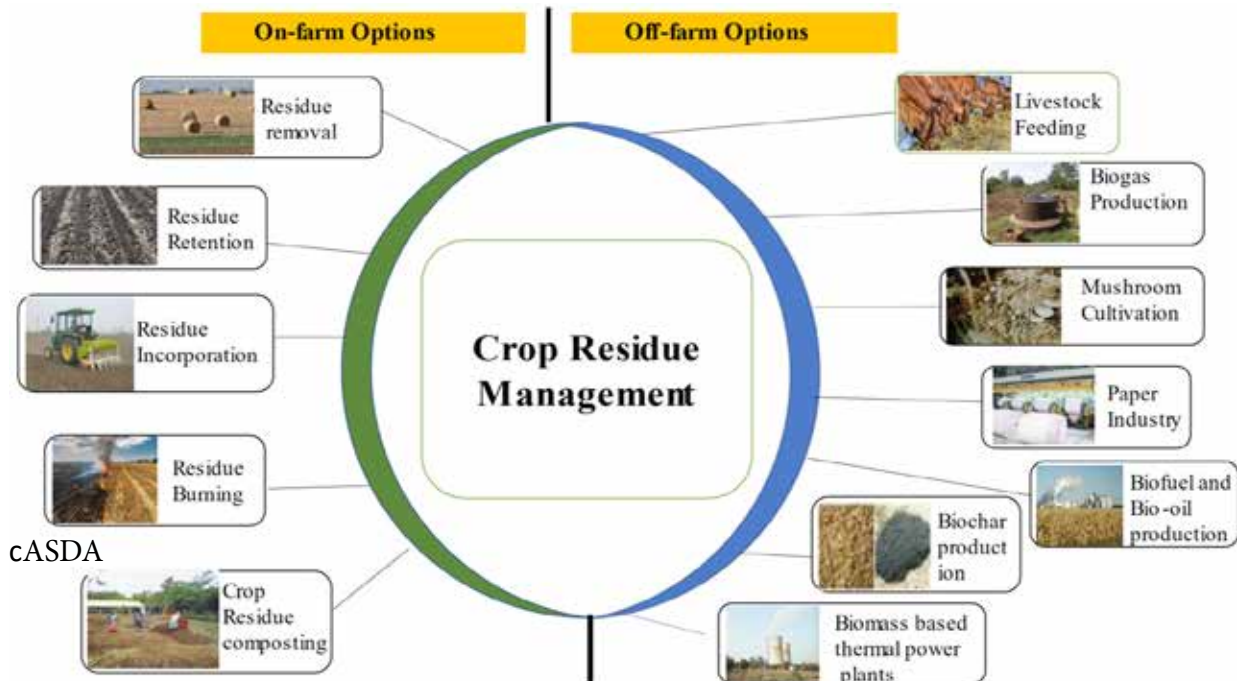 On-farm Options
Off-farm Options
Residue
removal
Residue
Retention
Residue
Incorporation
Residue
Burning
cASDA
Crop
Residue
composting
Crop Residue
Management
Livestock
Feeding
Biogas
Production
Mushroom
Cultivation
Paper
Industry
Biofuel and
Bio-oil
production
Biochar
product
ion
Biomass based
thermal power
plants